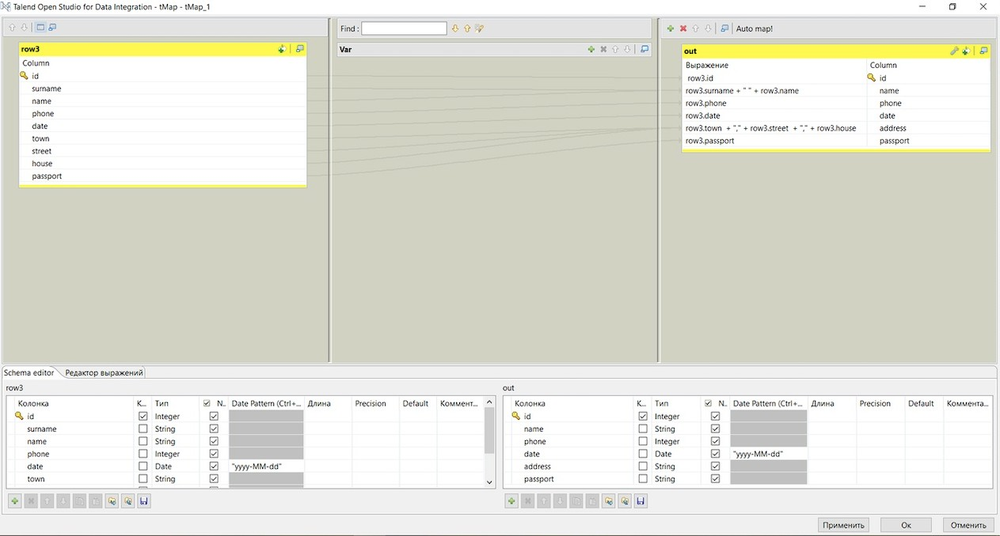 Talend Open Studio for Data Integration - tMap - tMap_1
Find :
Auto map!
row3
Column
id
surname
name
phone
date
town
street
house
passport
Var
out
Выражение Column
row3.id id
row3.surname + " " + row3.name name
row3.phone phone
row3.date date
row3.town + "," + row3.street + "," + row3.house address
row3.passport passport
Schema editor Редактор выражений
row3
Колонка K... Тип N.. Date Pattern (Ctrl+... Длина Precision Default Коммент...
id Integer
surname String
name String
phone Integer
date Date "yyyy-MM-dd"
town String
out
Колонка K... Тип N.. Date Pattern (Ctrl+... Длина Precision Default Коммента...
id Integer
name String
phone Integer
date Date "yyyy-MM-dd"
address String
passport String
Применить Ок Отменить